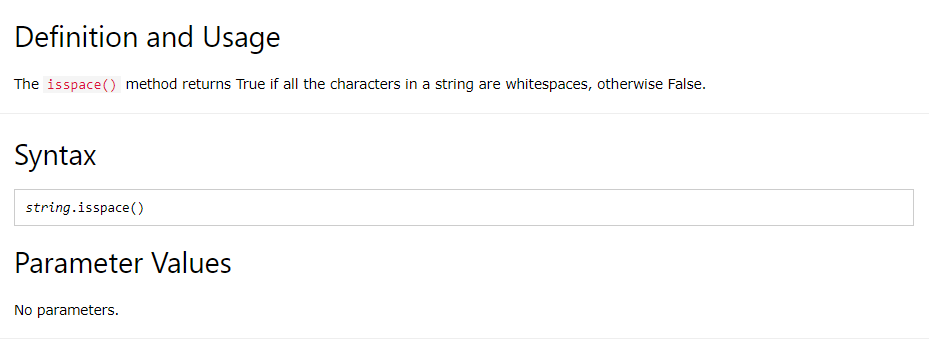 Definition and Usage
The isspace() method returns True if all the characters in a string are whitespaces, otherwise False.
Syntax
string.isspace()
Parameter Values
No parameters.